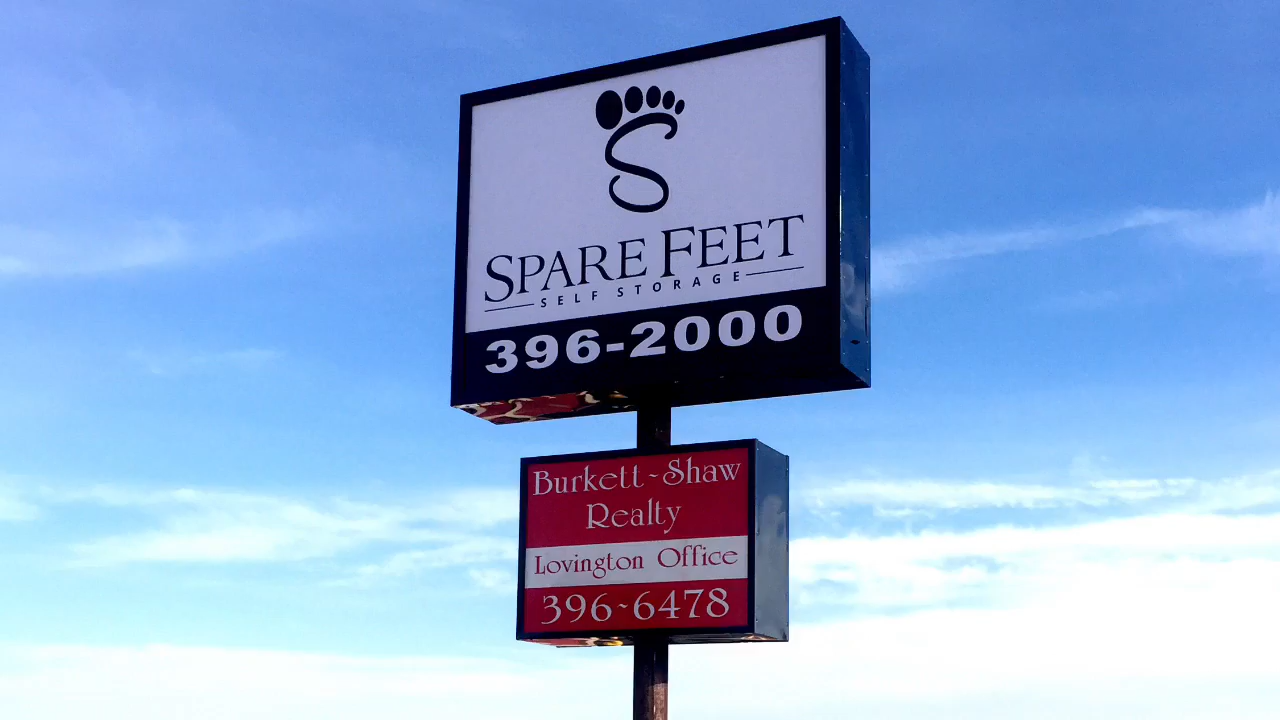 SPARE FEET
SELF STORAGE
396-2000
Burkett~Shaw
Realty
Lovington Office
396~6478